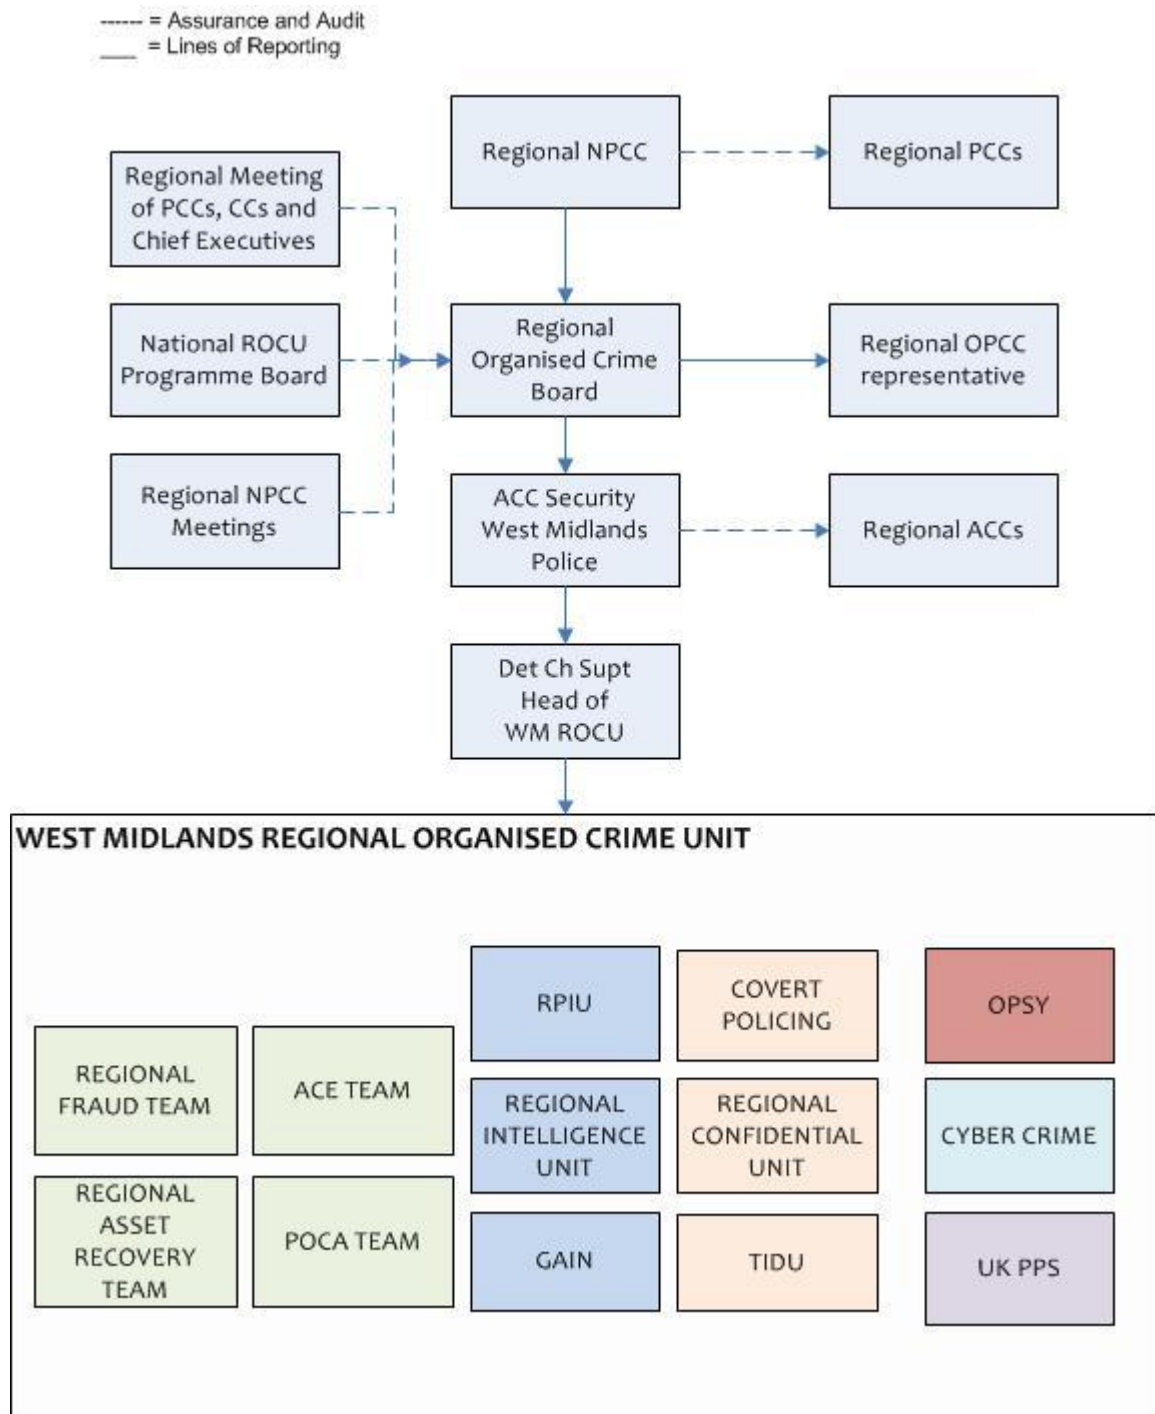 ------ = Assurance and Audit
___ = Lines of Reporting
Regional NPCC
Regional PCCs
Regional Meeting
of PCCs, CCs and
Chief Executives
National ROCU
Programme Board
Regional
Organised Crime
Board
Regional OPCC
representative
Regional NPCC
Meetings
ACC Security
West Midlands
Police
Regional ACCs
Det Ch Supt
Head of
WM ROCU
WEST MIDLANDS REGIONAL ORGANISED CRIME UNIT
REGIONAL
FRAUD TEAM
ACE TEAM
REGIONAL
ASSET
RECOVERY
TEAM
POCA TEAM
RPIU
REGIONAL
INTELLIGENCE
UNIT
GAIN
COVERT
POLICING
REGIONAL
CONFIDENTIAL
UNIT
TIDU
OPSY
CYBER CRIME
UK PPS